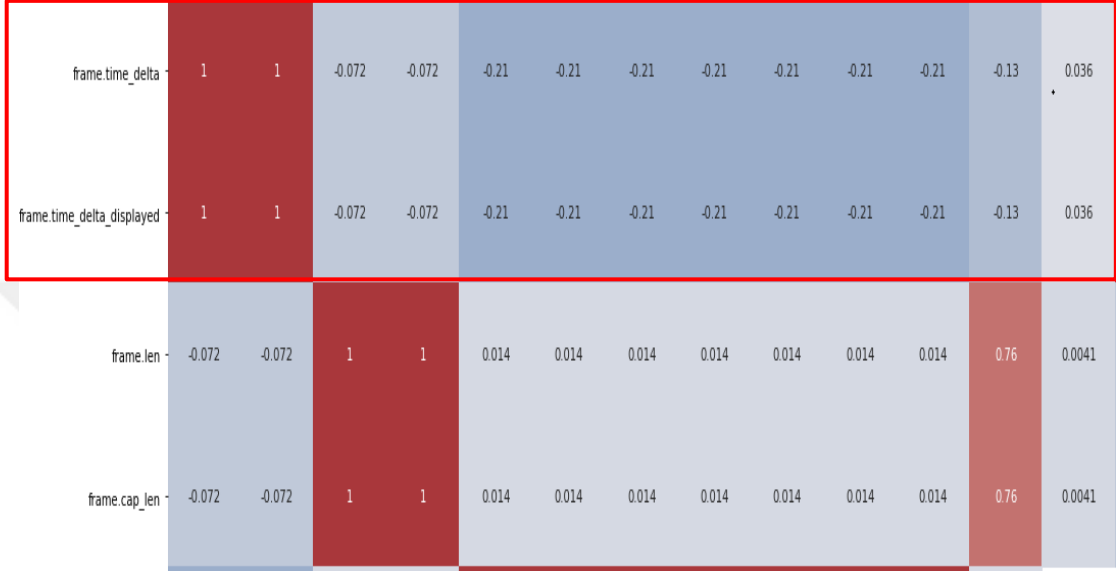 frame.time_delta 1 1 -0.072 -0.072 -0.21 -0.21 -0.21 -0.21 -0.21 -0.21 -0.21 -0.13 0.036
frame.time_delta_displayed 1 1 -0.072 -0.072 -0.21 -0.21 -0.21 -0.21 -0.21 -0.21 -0.21 -0.13 0.036
frame.len -0.072 -0.072 1 1 0.014 0.014 0.014 0.014 0.014 0.014 0.014 0.76 0.0041
frame.cap_len -0.072 -0.072 1 1 0.014 0.014 0.014 0.014 0.014 0.014 0.014 0.76 0.0041